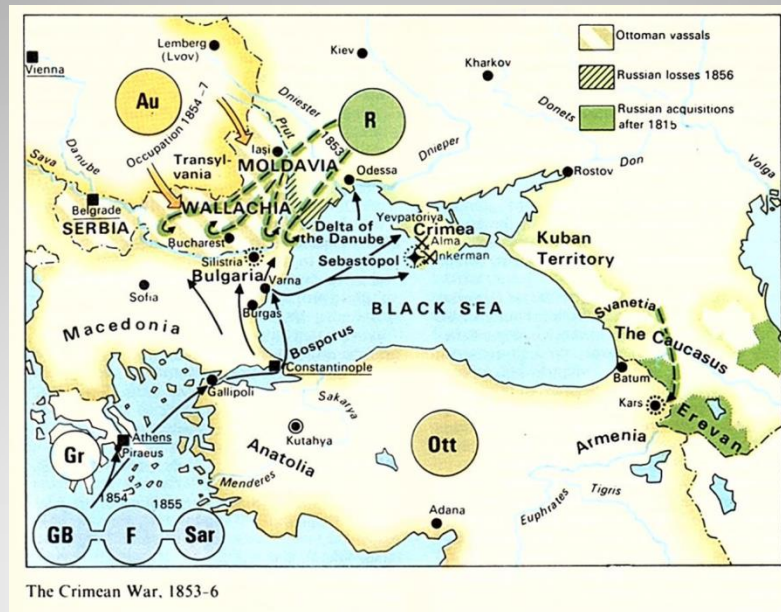 Lemberg
(Lvov)
Kiev
Kharkov
Vienna
Ottoman vassals
Russian losses 1856
Russian acquisitions
after 1815
Au
R
Dniester
Prut
1853
Donets
Occupation 1854-7
Danube
Iaşi
MOLDAVIA
Transyl-
vania
Dnieper
Odessa
Don
Rostov
Volga
Sava
Belgrade
SERBIA
WALLACHIA
Bucharest
Delta of
the Danube
Yevpatoriya
Crimea
Alma
Inkerman
Sebastopol
Kuban
Territory
Silistria
Bulgaria
Varna
Sofia
Burgas
BLACK SEA
Svanetia
The Caucasus
Macedonia
Bosporus
Constantinople
Batum
Gallipoli
Sakarya
Kars
Erevan
Kutahya
Ott
Armenia
Gr
Athens
Piraeus
Anatolia
1854
1855
Menderes
Tigris
Euphrates
Adana
GB
F
Sar
The Crimean War, 1853-6